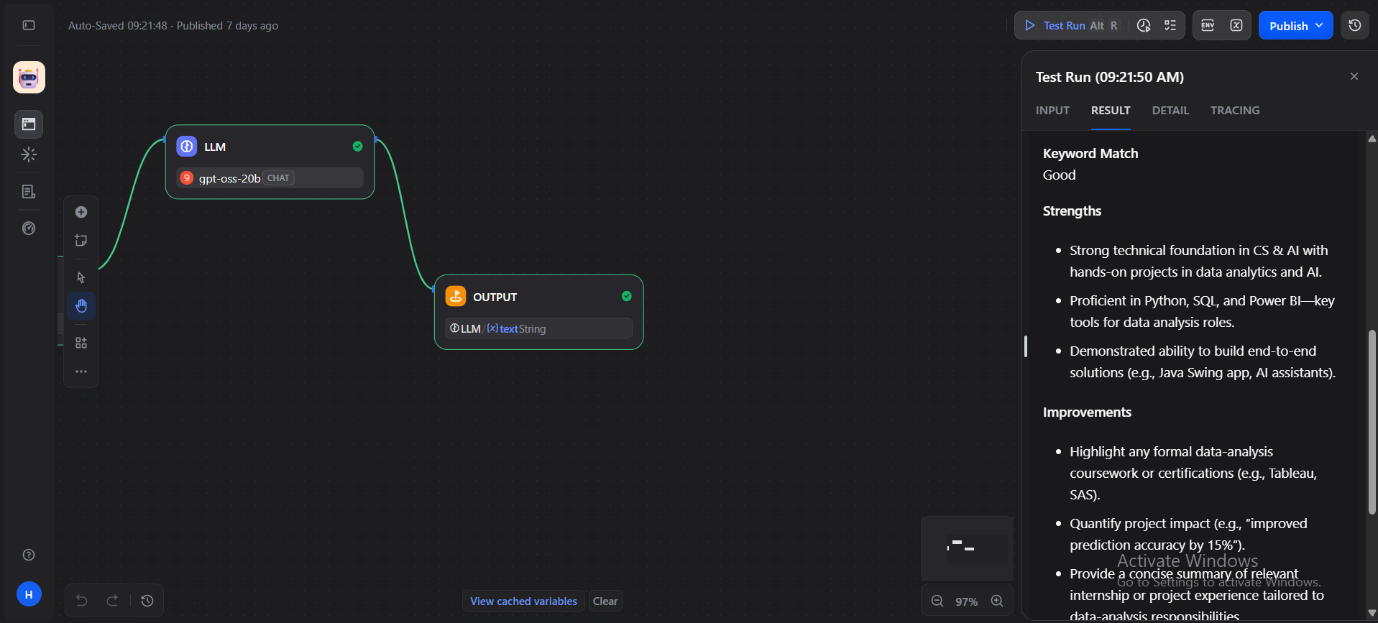 Auto-Saved 09:21:48 · Published 7 days ago
Test Run Alt R
ENV
Publish
LLM
9 gpt-oss-20b CHAT
OUTPUT
LLM / {x} text String
View cached variables
Clear
97%
H
Test Run (09:21:50 AM)
INPUT RESULT DETAIL TRACING
Keyword Match
Good
Strengths
• Strong technical foundation in CS & AI with
hands-on projects in data analytics and AI.
• Proficient in Python, SQL, and Power BI—key
tools for data analysis roles.
• Demonstrated ability to build end-to-end
solutions (e.g., Java Swing app, AI assistants).
Improvements
• Highlight any formal data-analysis
coursework or certifications (e.g., Tableau,
SAS).
• Quantify project impact (e.g., “improved
prediction accuracy by 15%”).
• Provide a concise summary of relevant
internship or project experience tailored to
data-analysis responsibilities.
Activate Windows
Go to Settings to activate Windows.